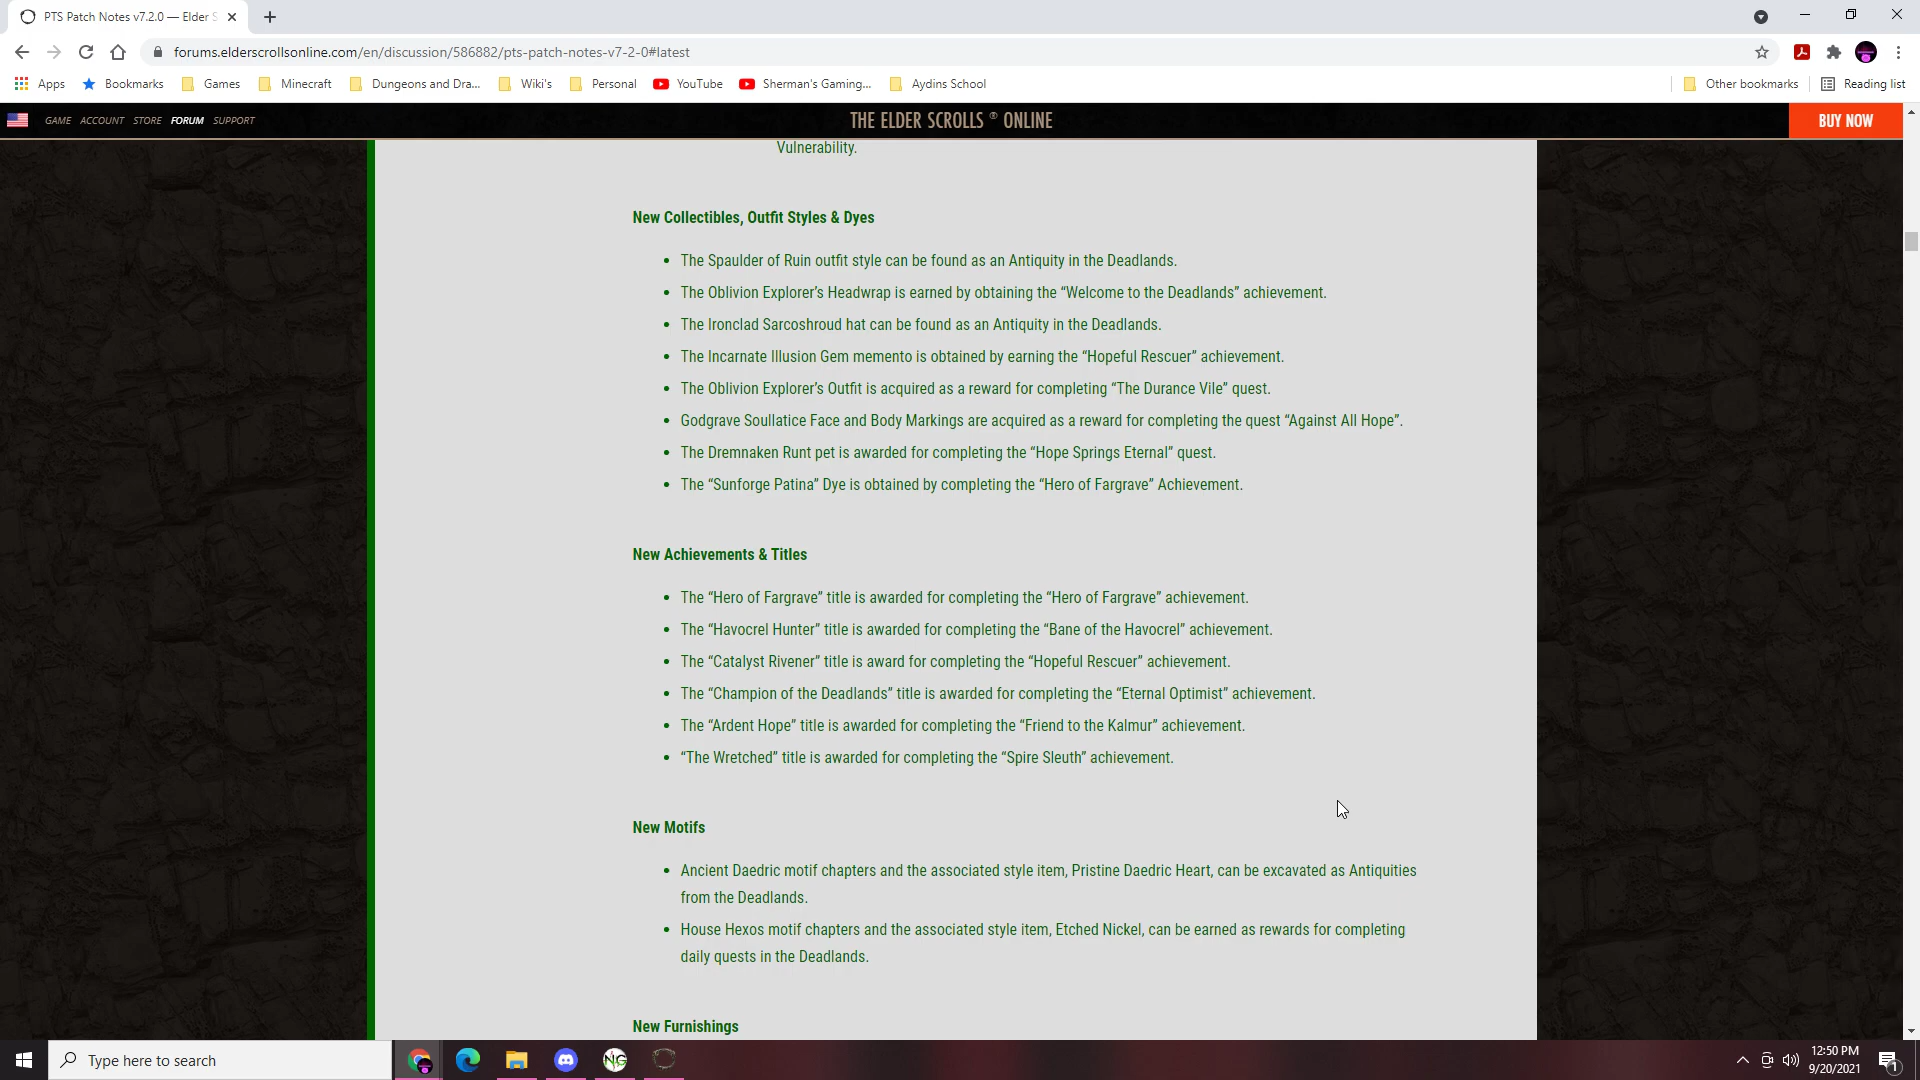 PTS Patch Notes v7.2.0 — Elder S
forums.elderscrollsonline.com/en/discussion/586882/pts-patch-notes-v7-2-0#latest
Apps Bookmarks Games Minecraft Dungeons and Dra... Wiki's Personal YouTube Sherman's Gaming... Aydins School Other bookmarks Reading list
GAME ACCOUNT STORE FORUM SUPPORT THE ELDER SCROLLS ® ONLINE BUY NOW
Vulnerability.
New Collectibles, Outfit Styles & Dyes
• The Spaulder of Ruin outfit style can be found as an Antiquity in the Deadlands.
• The Oblivion Explorer’s Headwrap is earned by obtaining the “Welcome to the Deadlands” achievement.
• The Ironclad Sarcoshroud hat can be found as an Antiquity in the Deadlands.
• The Incarnate Illusion Gem memento is obtained by earning the “Hopeful Rescuer” achievement.
• The Oblivion Explorer’s Outfit is acquired as a reward for completing “The Durance Vile” quest.
• Godgrave Soullatice Face and Body Markings are acquired as a reward for completing the quest “Against All Hope”.
• The Dremnaken Runt pet is awarded for completing the “Hope Springs Eternal” quest.
• The “Sunforge Patina” Dye is obtained by completing the “Hero of Fargrave” Achievement.
New Achievements & Titles
• The “Hero of Fargrave” title is awarded for completing the “Hero of Fargrave” achievement.
• The “Havocrel Hunter” title is awarded for completing the “Bane of the Havocrel” achievement.
• The “Catalyst Rivener” title is award for completing the “Hopeful Rescuer” achievement.
• The “Champion of the Deadlands” title is awarded for completing the “Eternal Optimist” achievement.
• The “Ardent Hope” title is awarded for completing the “Friend to the Kalmur” achievement.
• “The Wretched” title is awarded for completing the “Spire Sleuth” achievement.
New Motifs
• Ancient Daedric motif chapters and the associated style item, Pristine Daedric Heart, can be excavated as Antiquities
from the Deadlands.
• House Hexos motif chapters and the associated style item, Etched Nickel, can be earned as rewards for completing
daily quests in the Deadlands.
New Furnishings
Type here to search
NG
12:50 PM
9/20/2021
1